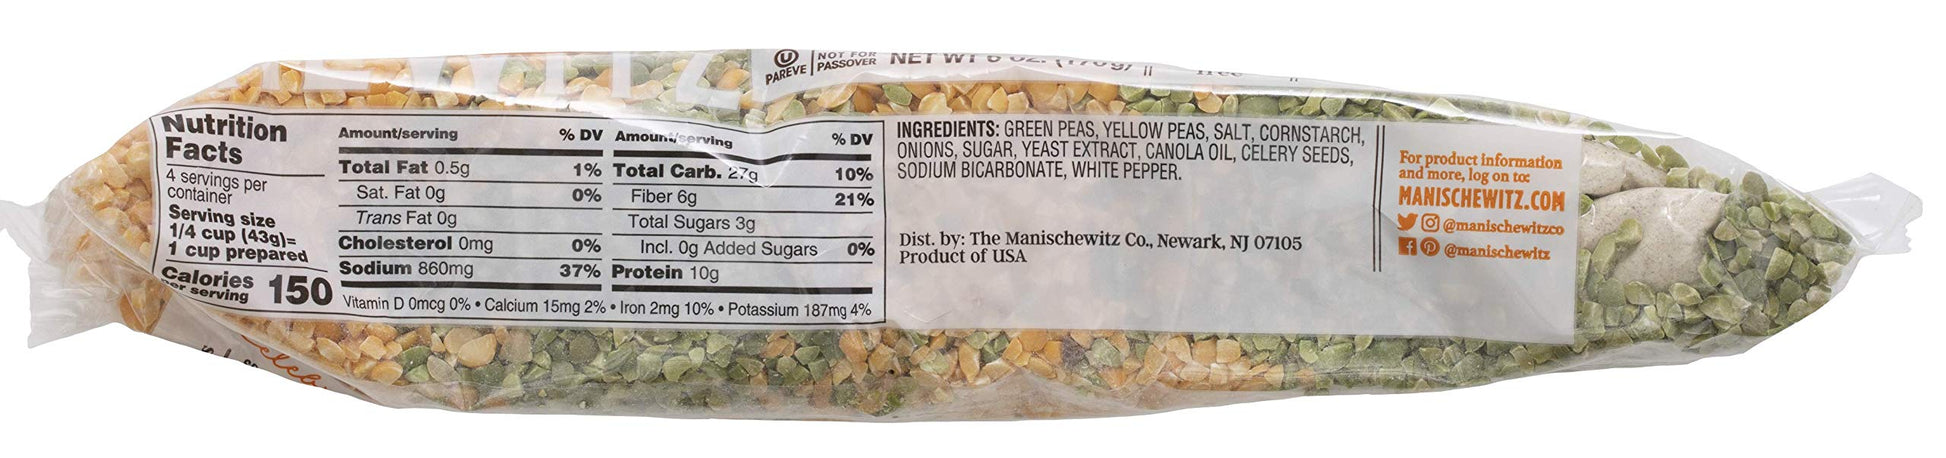 U
PAREVE
NOT FOR
PASSOVER
NET WT 6 OZ. (170g)
free
Nutrition
Facts
4 servings per
container
Serving size
1/4 cup (43g)=
1 cup prepared
Calories
per serving
150
Amount/serving % DV
Total Fat 0.5g 1%
Sat. Fat 0g 0%
Trans Fat 0g
Cholesterol 0mg 0%
Sodium 860mg 37%
Amount/serving % DV
Total Carb. 27g 10%
Fiber 6g 21%
Total Sugars 3g
Incl. 0g Added Sugars 0%
Protein 10g
Vitamin D 0mcg 0% • Calcium 15mg 2% • Iron 2mg 10% • Potassium 187mg 4%
INGREDIENTS: GREEN PEAS, YELLOW PEAS, SALT, CORNSTARCH,
ONIONS, SUGAR, YEAST EXTRACT, CANOLA OIL, CELERY SEEDS,
SODIUM BICARBONATE, WHITE PEPPER.
Dist. by: The Manischewitz Co., Newark, NJ 07105
Product of USA
For product information
and more, log on to:
MANISCHEWITZ.COM
@manischewitzco
@manischewitz